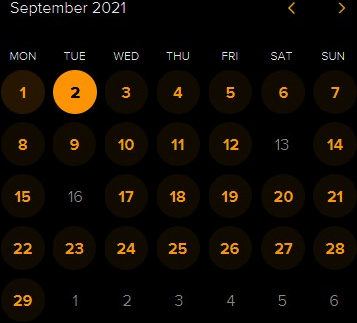 September 2021
MON TUE WED THU FRI SAT SUN
1 2 3 4 5 6 7
8 9 10 11 12 13 14
15 16 17 18 19 20 21
22 23 24 25 26 27 28
29 1 2 3 4 5 6